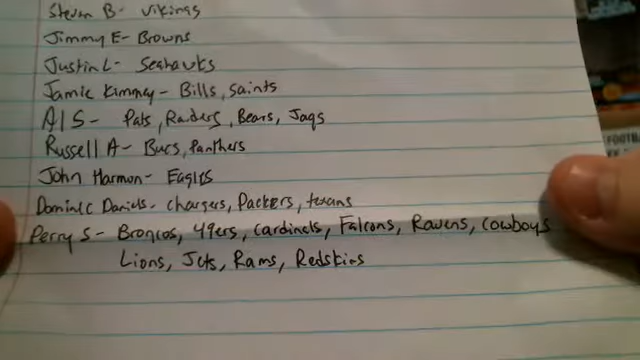 Steven B- Vikings
Jimmy E- Browns
Justin L- Seahawks
Jamie Kimmey- Bills, Saints
Al S- Pats, Raiders, Bears, Jags
Russell A- Bucs, Panthers
John Harmon- Eagles
Dominic Daniels- Chargers, Packers, Texans
Perry S- Broncos, 49ers, Cardinals, Falcons, Ravens, Cowboys
Lions, Jets, Rams, Redskins